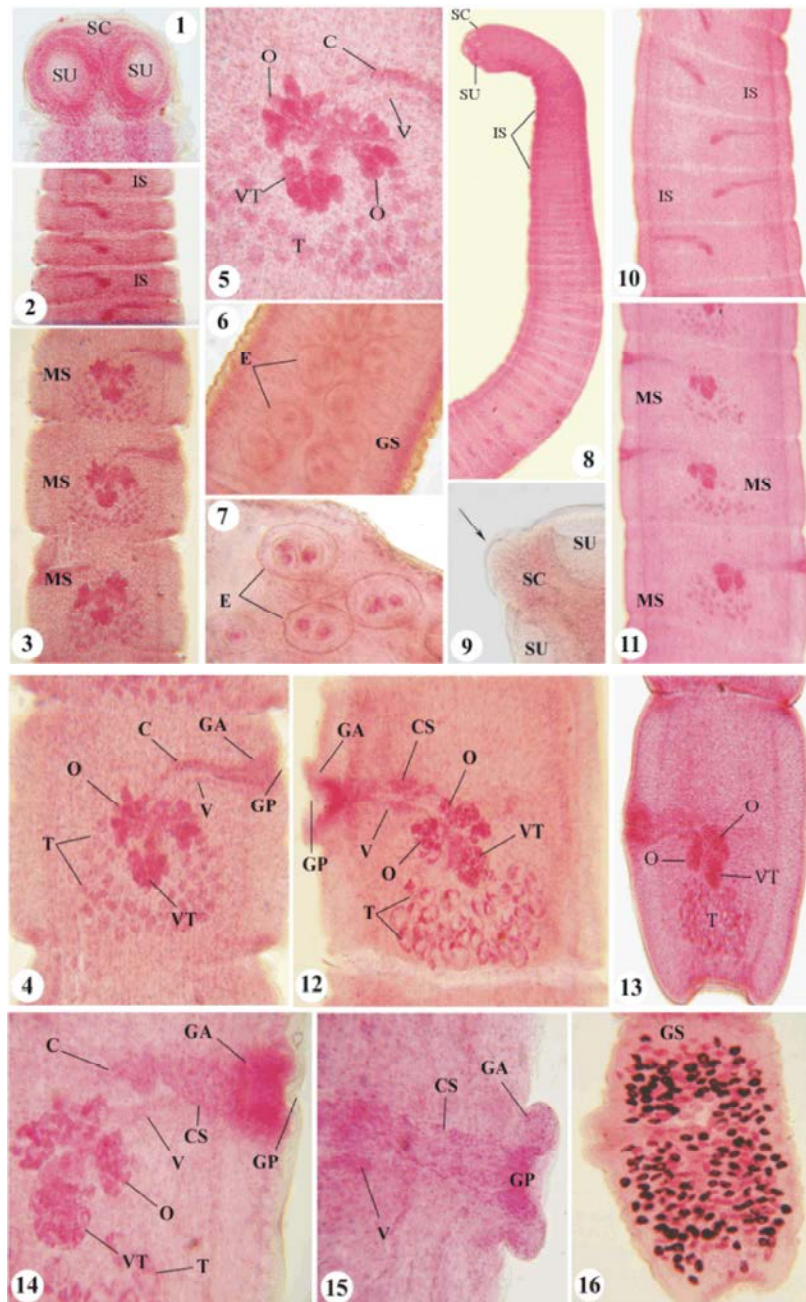 SC
1
SU
SU
IS
IS
2
MS
MS
MS
3
O
C
V
VT
O
T
5
6
E
GS
7
E
SC
SU
IS
8
SU
SC
SU
9
IS
IS
10
MS
MS
MS
11
C
GA
O
V
GP
T
VT
4
GA
CS
O
GP
V
VT
O
T
12
O
O
VT
T
13
C
GA
CS
V
GP
O
VT
T
14
CS
GA
GP
V
15
GS
16